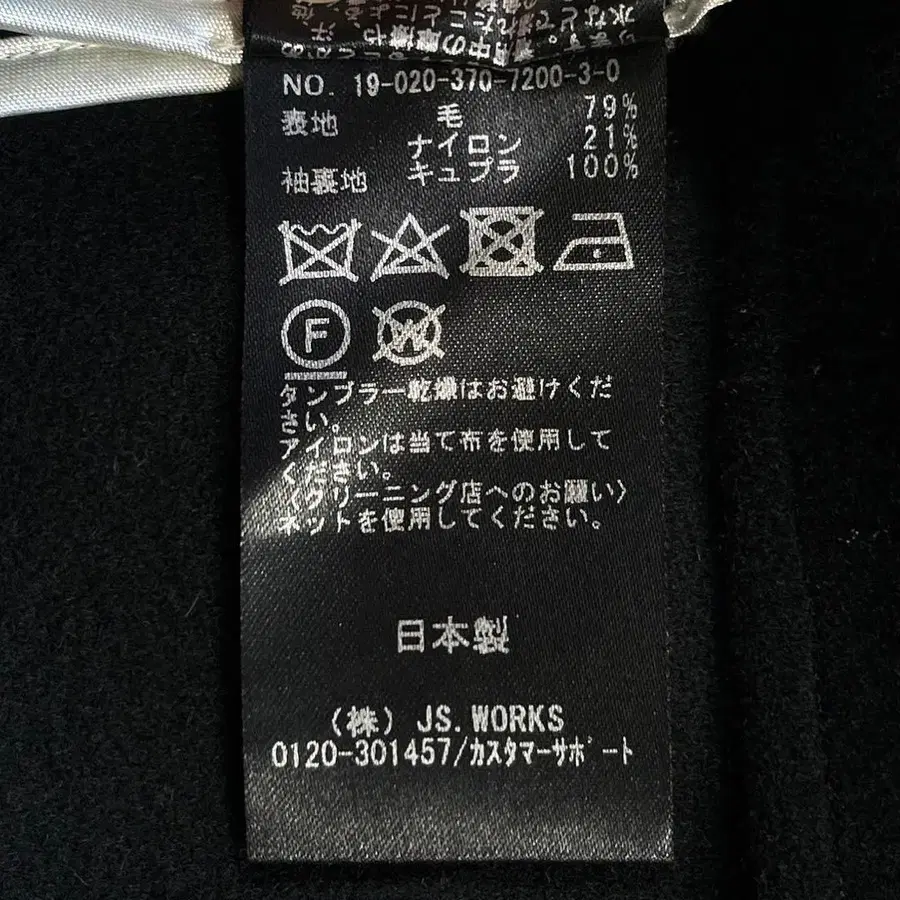 NO. 19-020-370-7200-3-0
表地 毛 79%
ナイロン 21%
袖裏地 キュプラ 100%
F
W
タンブラー乾燥はお避けくだ
さい。
アイロンは当て布を使用して
ください。
〈クリーニング店へのお願い〉
ネットを使用してください。
日本製
(株) JS.WORKS
0120-301457/カスタマーサポート